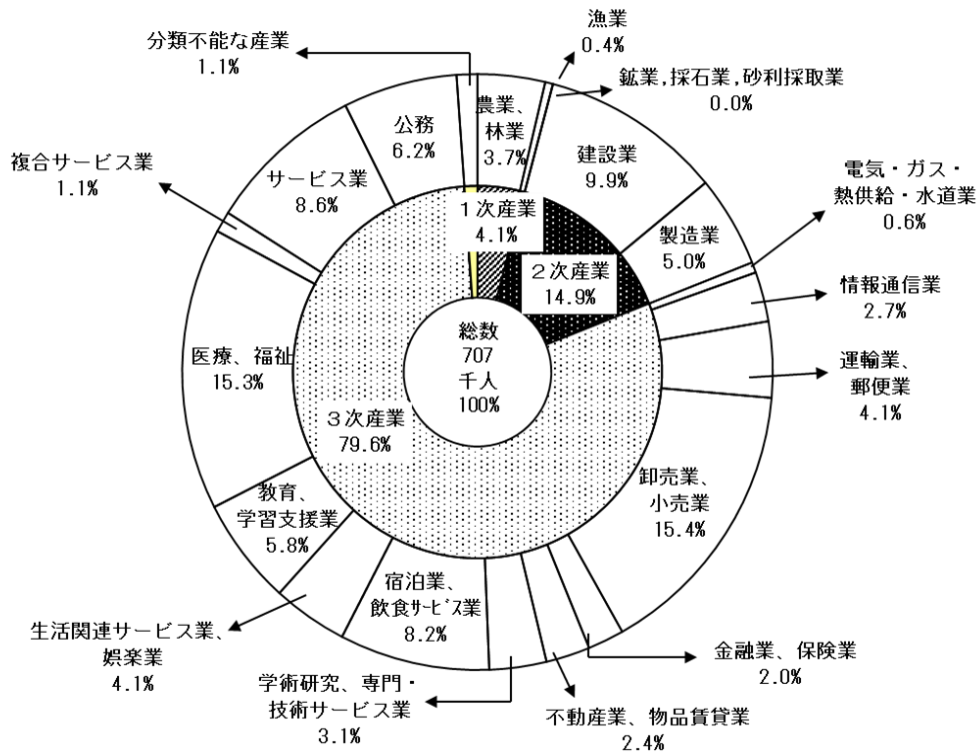 分類不能な産業
1.1%
漁業
0.4%
鉱業,採石業,砂利採取業
0.0%
農業、
林業
3.7%
建設業
9.9%
電気・ガス・
熱供給・水道業
0.6%
製造業
5.0%
情報通信業
2.7%
運輸業、
郵便業
4.1%
卸売業、
小売業
15.4%
金融業、保険業
2.0%
不動産業、物品賃貸業
2.4%
学術研究、専門・
技術サービス業
3.1%
宿泊業、
飲食ｻｰﾋﾞｽ業
8.2%
生活関連サービス業、
娯楽業
4.1%
教育、
学習支援業
5.8%
医療、福祉
15.3%
複合サービス業
1.1%
サービス業
8.6%
公務
6.2%
1次産業
4.1%
2次産業
14.9%
3次産業
79.6%
総数
707
千人
100%